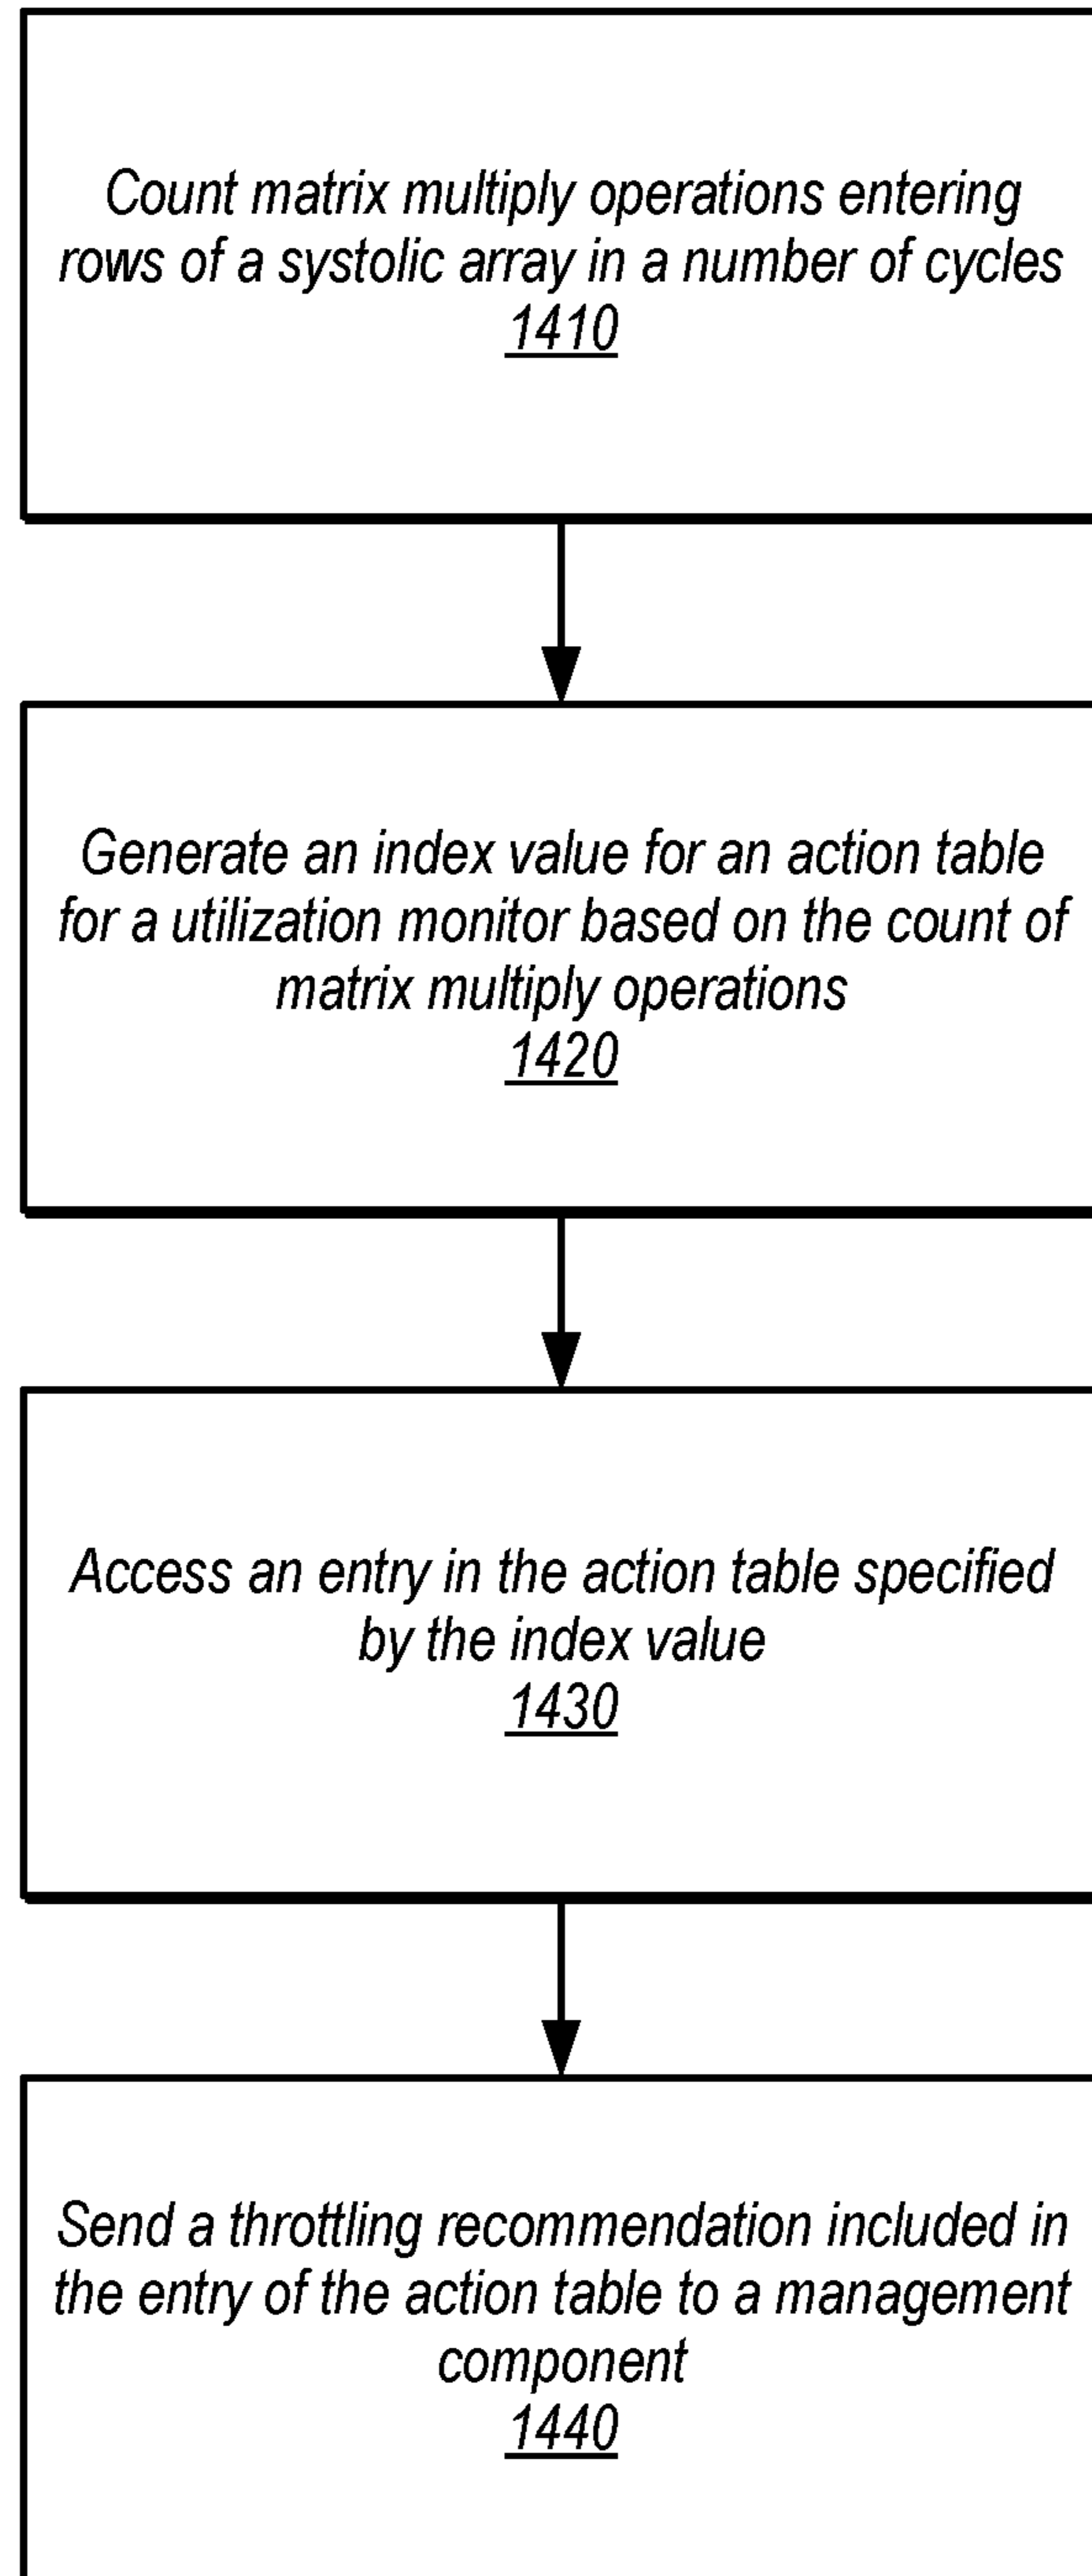 Count matrix multiply operations entering
rows of a systolic array in a number of cycles
1410
Generate an index value for an action table
for a utilization monitor based on the count of
matrix multiply operations
1420
Access an entry in the action table specified
by the index value
1430
Send a throttling recommendation included in
the entry of the action table to a management
component
1440